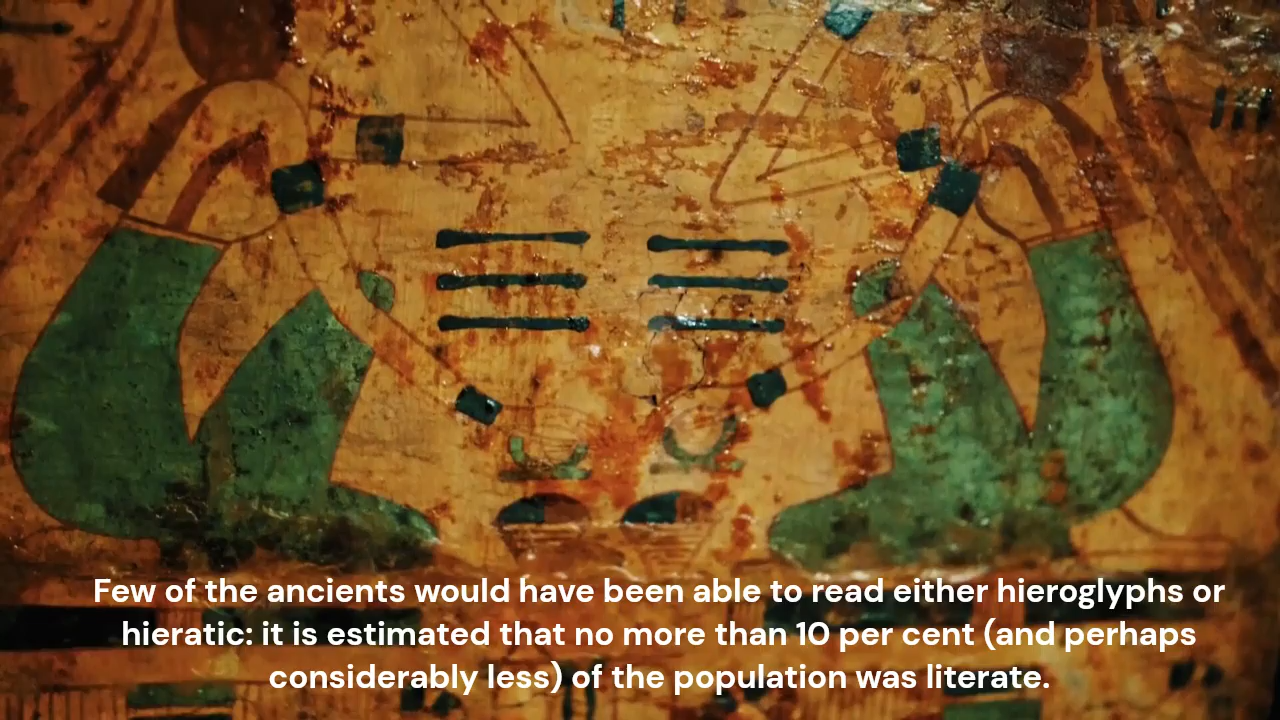 Few of the ancients would have been able to read either hieroglyphs or
hieratic: it is estimated that no more than 10 per cent (and perhaps
considerably less) of the population was literate.